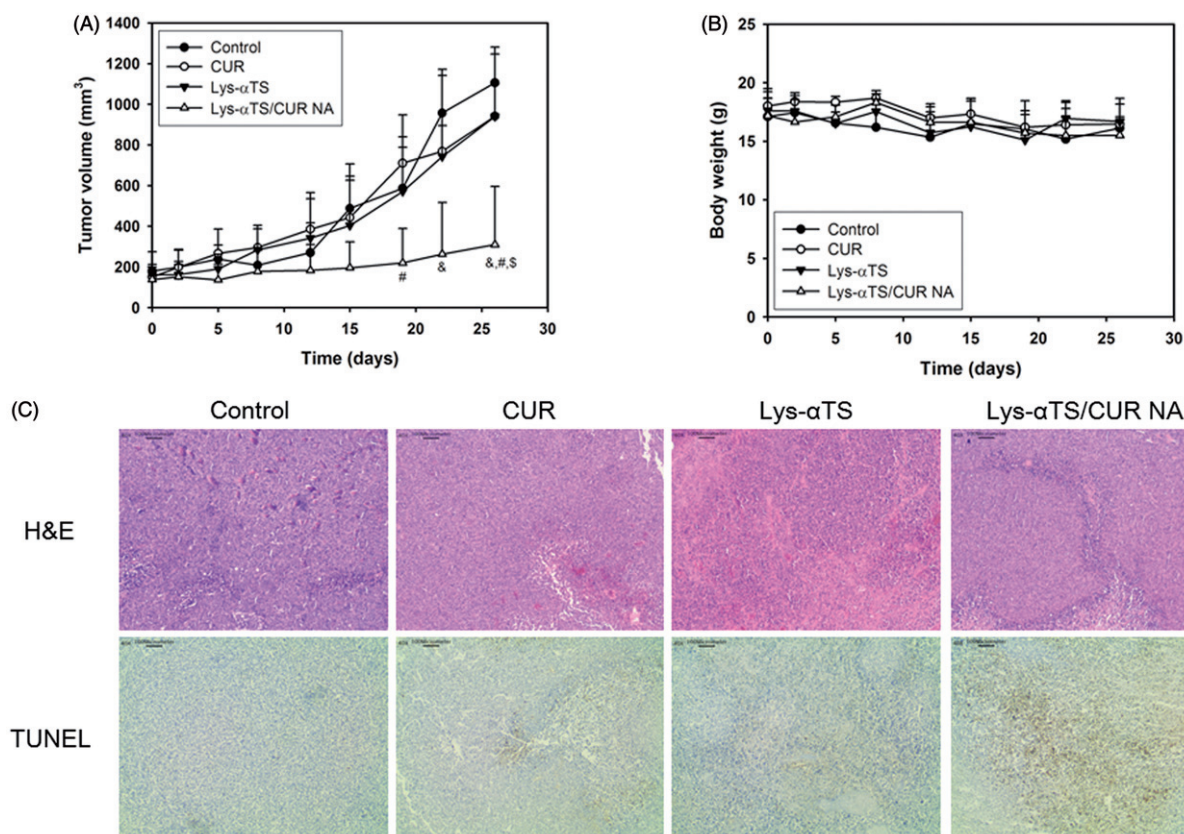 (A)
1400
1200
1000
800
600
400
200
0
Tumor volume (mm³)
Control
CUR
Lys-αTS
Lys-αTS/CUR NA
#
&
&,#,$
0 5 10 15 20 25 30
Time (days)
(B)
25
20
15
10
5
0
Body weight (g)
Control
CUR
Lys-αTS
Lys-αTS/CUR NA
0 5 10 15 20 25 30
Time (days)
(C)
Control CUR Lys-αTS Lys-αTS/CUR NA
H&E
TUNEL